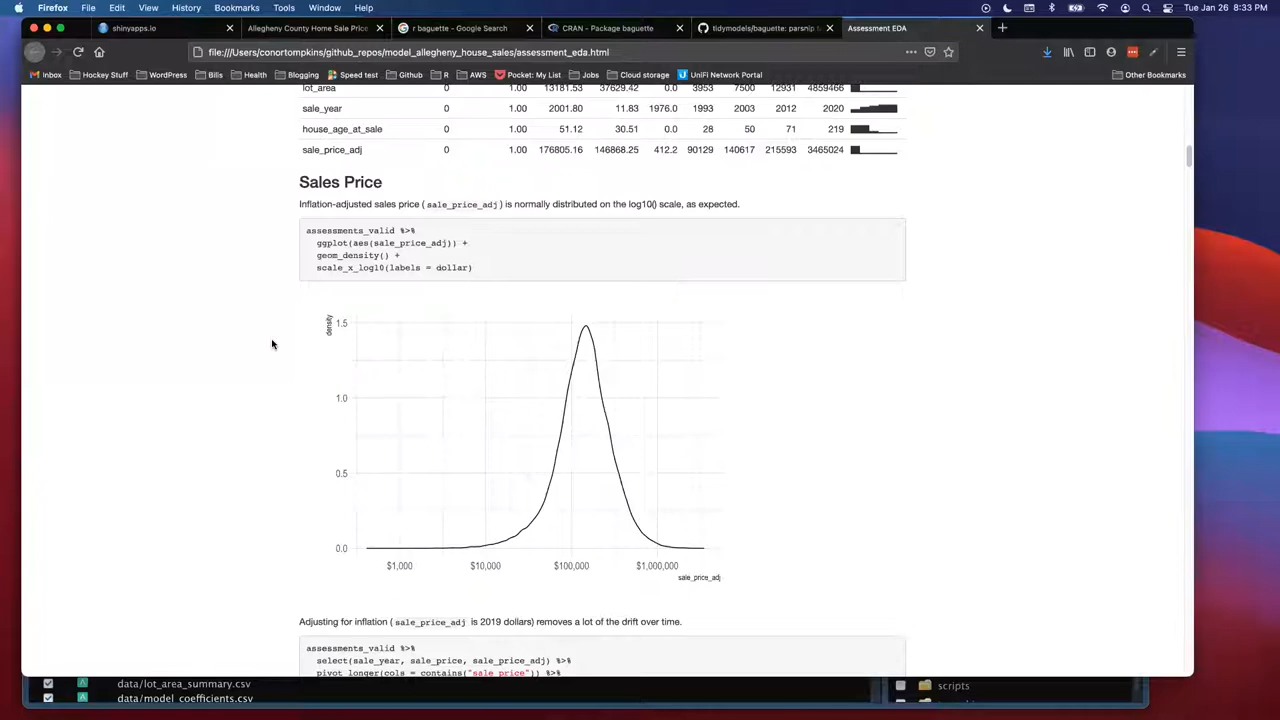 Firefox File Edit View History Bookmarks Tools Window Help Tue Jan 26 8:33 PM
shinyapps.io Allegheny County Home Sale Price r baguette - Google Search CRAN - Package baguette tidymodels/baguette: parsnip Assessment EDA
file:///Users/conortompkins/github_repos/model_allegheny_house_sales/assessment_eda.html
Inbox Hockey Stuff WordPress Bills Health Blogging Speed test Github R AWS Pocket: My List Jobs Cloud storage UniFi Network Portal Other Bookmarks
lot_area 0 1.00 13181.53 37629.42 0.0 3953 7500 12931 4859466
sale_year 0 1.00 2001.80 11.83 1976.0 1993 2003 2012 2020
house_age_at_sale 0 1.00 51.12 30.51 0.0 28 50 71 219
sale_price_adj 0 1.00 176805.16 146868.25 412.2 90129 140617 215593 3465024
Sales Price
Inflation-adjusted sales price ( sale_price_adj ) is normally distributed on the log10() scale, as expected.
assessments_valid %>%
ggplot(aes(sale_price_adj)) +
geom_density() +
scale_x_log10(labels = dollar)
density
1.5
1.0
0.5
0.0
$1,000 $10,000 $100,000 $1,000,000
sale_price_adj
Adjusting for inflation ( sale_price_adj is 2019 dollars) removes a lot of the drift over time.
assessments_valid %>%
select(sale_year, sale_price, sale_price_adj) %>%
pivot_longer(cols = contains("sale_price")) %>%
data/lot_area_summary.csv scripts
data/model_coefficients.csv